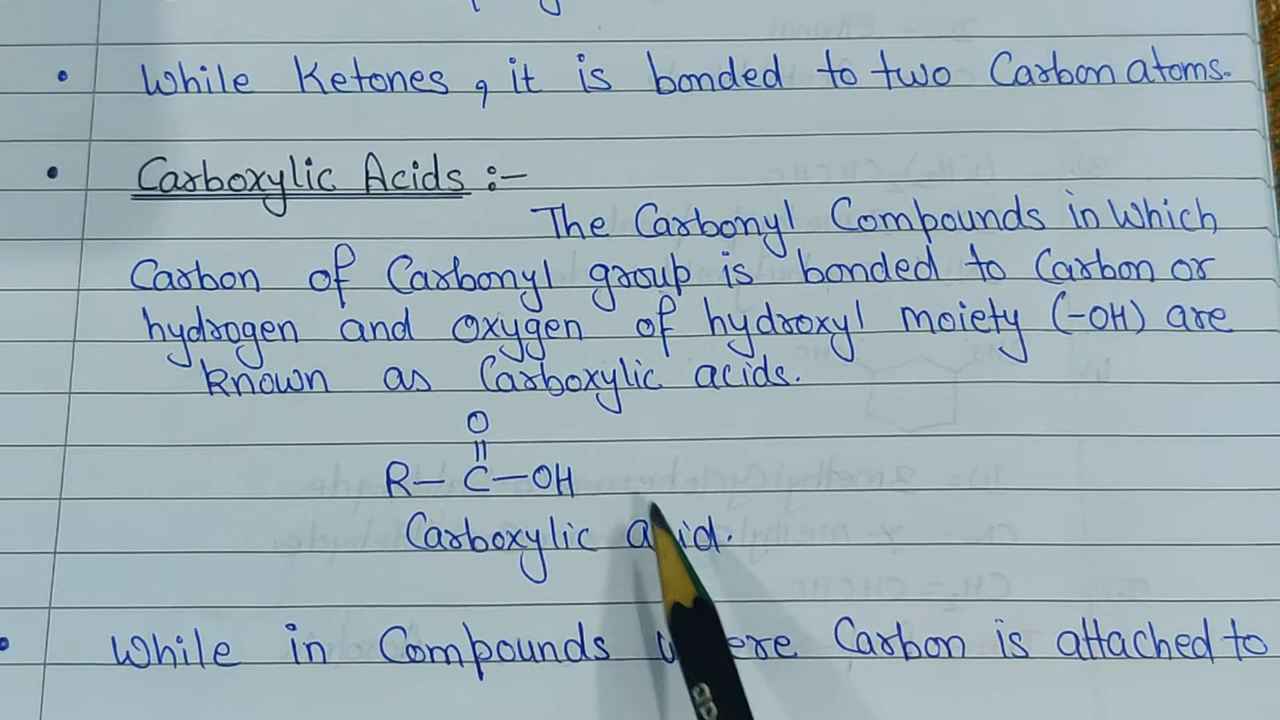 • While Ketones, it is bonded to two Carbon atoms.
• Carboxylic Acids :-
The Carbonyl Compounds in Which
Carbon of Carbonyl group is bonded to Carbon or
hydrogen and oxygen of hydroxyl moiety (-OH) are
known as Carboxylic acids.
O
||
R- C -OH
Carboxylic acid.
• While in Compounds where Carbon is attached to